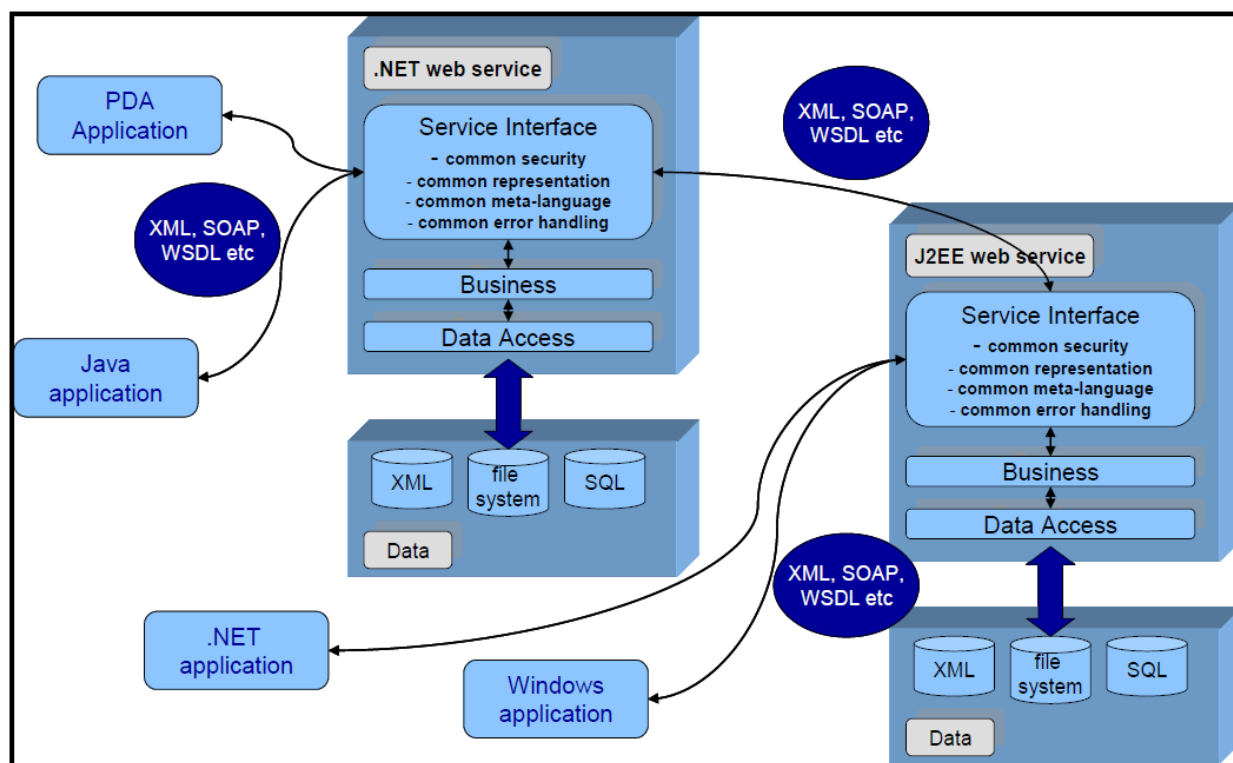 .NET web service
PDA
Application
Service Interface
- common security
- common representation
- common meta-language
- common error handling
XML, SOAP,
WSDL etc
XML, SOAP,
WSDL etc
Business
Data Access
Java
application
J2EE web service
Service Interface
- common security
- common representation
- common meta-language
- common error handling
Business
Data Access
XML
file
system
SQL
Data
XML, SOAP,
WSDL etc
.NET
application
Windows
application
XML
file
system
SQL
Data